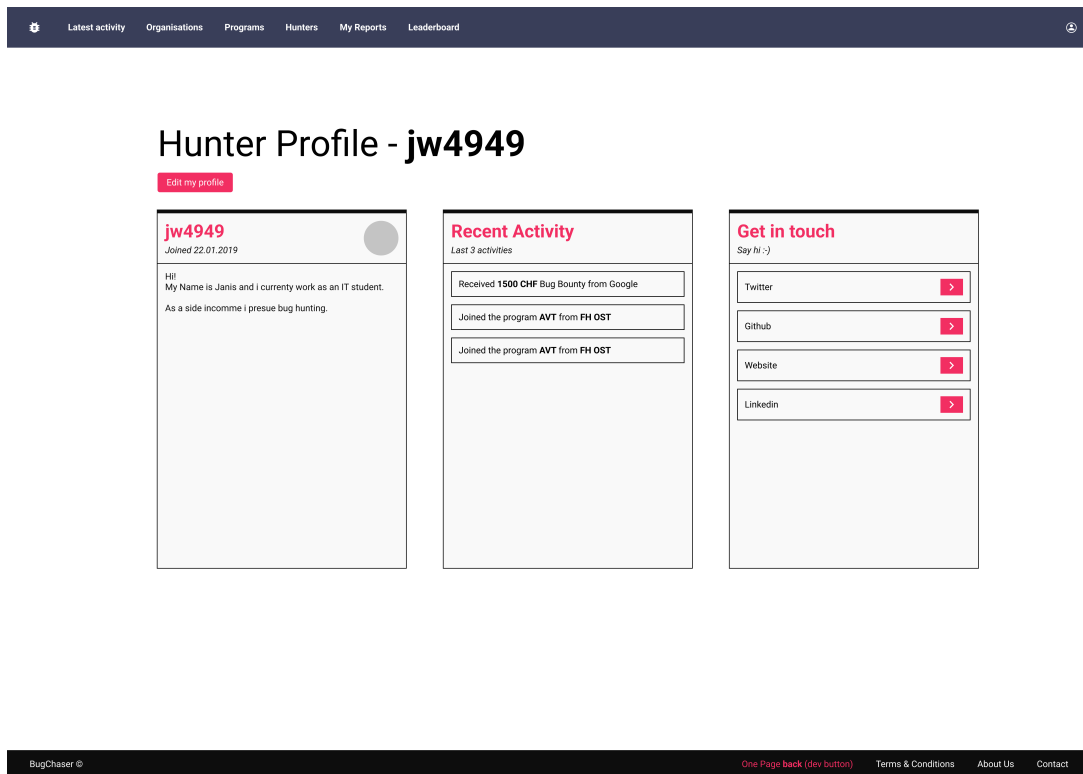 Latest activity Organisations Programs Hunters My Reports Leaderboard
Hunter Profile - jw4949
Edit my profile
jw4949
Joined 22.01.2019
Hi!
My Name is Janis and i currenty work as an IT student.
As a side incomme i presue bug hunting.
Recent Activity
Last 3 activities
Received 1500 CHF Bug Bounty from Google
Joined the program AVT from FH OST
Joined the program AVT from FH OST
Get in touch
Say hi :-)
Twitter
Github
Website
Linkedin
BugChaser © One Page back (dev button) Terms & Conditions About Us Contact